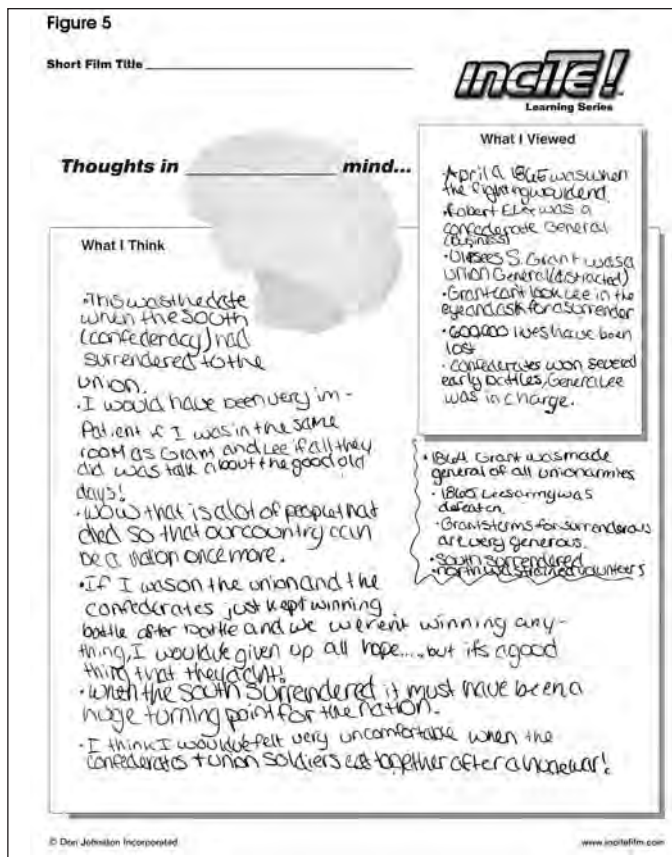 Figure 5
Short Film Title
INCITE!
Learning Series
Thoughts in mind...
What I Viewed
•April 9, 1865 was when
the fighting would end
•Robert E Lee was a
confederate General
(business)
•Ulysees S. Grant was a
Union General (distracted)
•Grant cant look Lee in the
eye and ask for a surrender
•600,000 lives have been
lost
•confederates won several
early battles, General Lee
was in charge.
•1864 Grant was made
general of all union armies
•1865 Lees army was
defeated.
•Grants terms for surrender
are very generous.
•South surrendered
•north was trained volunteers
What I Think
•This was the date
when the South
(confederacy) had
surrendered to the
union.
•I would have been very im-
patient if I was in the same
room as Grant and Lee if all they
did was talk about the good old
days!
•WOW that is alot of people that
died so that our country can
be a nation once more.
•If I was on the union and the
confederates just kept winning
battle after battle and we weren't winning any-
thing, I would've given up all hope.... but it's a good
thing that they didn't!
•When the South Surrendered it must have been a
huge turning point for the nation.
•I think I would've felt very uncomfortable when the
confederates + union soldiers eat together after a huge war!
© Don Johnston Incorporated
www.incitefilm.com